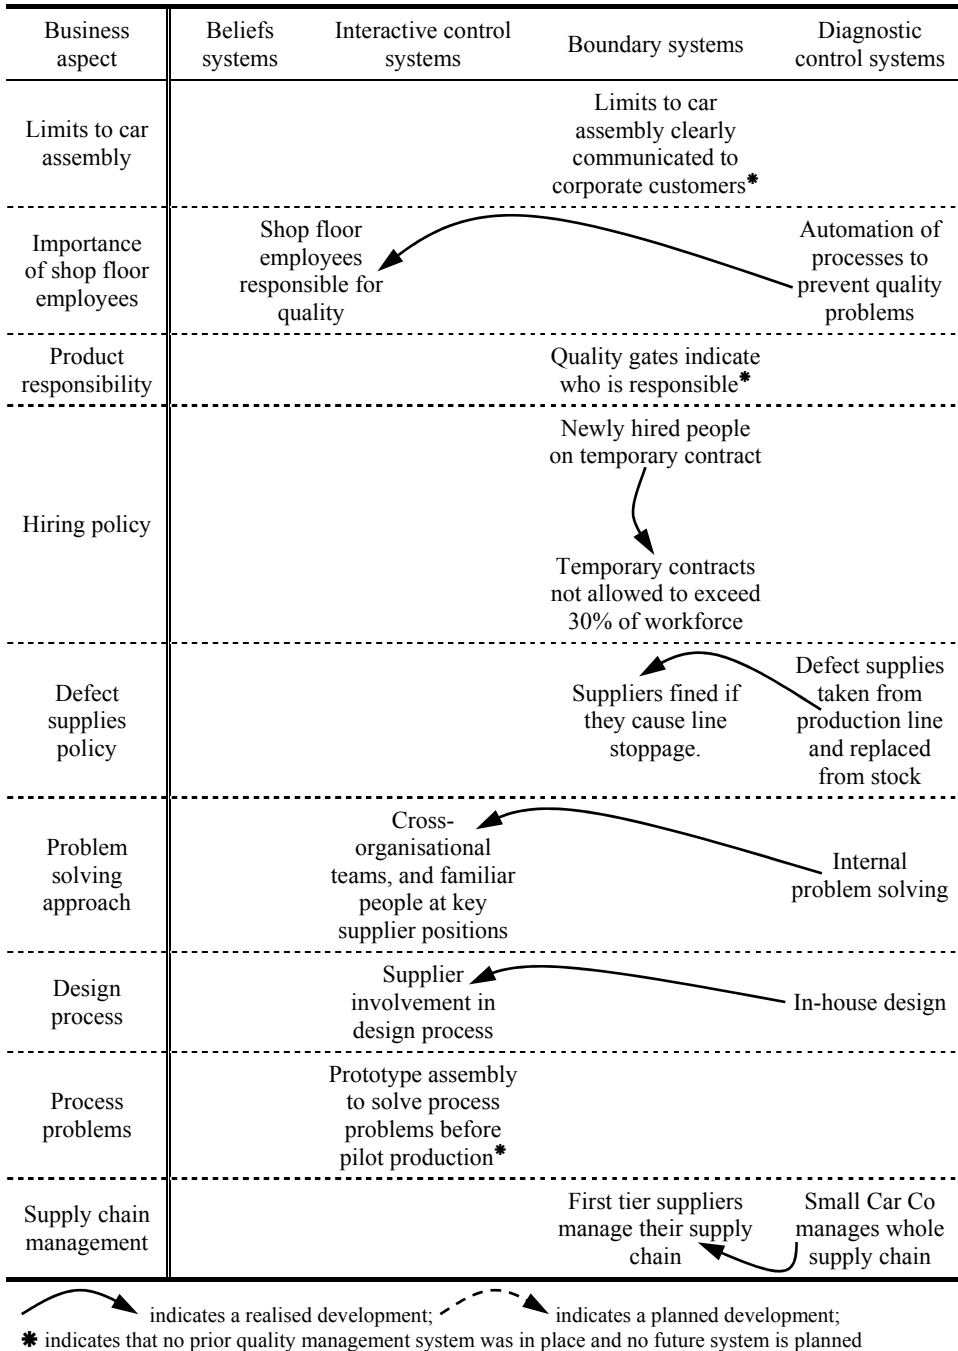 Business aspect
Beliefs systems
Interactive control systems
Boundary systems
Diagnostic control systems
Limits to car
assembly
Limits to car
assembly clearly
communicated to
corporate customers*
Importance
of shop floor
employees
Shop floor
employees
responsible for
quality
Automation of
processes to
prevent quality
problems
Product
responsibility
Quality gates indicate
who is responsible*
Hiring policy
Newly hired people
on temporary contract
Temporary contracts
not allowed to exceed
30% of workforce
Defect
supplies
policy
Suppliers fined if
they cause line
stoppage.
Defect supplies
taken from
production line
and replaced
from stock
Problem
solving
approach
Cross-
organisational
teams, and familiar
people at key
supplier positions
Internal
problem solving
Design
process
Supplier
involvement in
design process
In-house design
Process
problems
Prototype assembly
to solve process
problems before
pilot production*
Supply chain
management
First tier suppliers
manage their supply
chain
Small Car Co
manages whole
supply chain
indicates a realised development; indicates a planned development;
* indicates that no prior quality management system was in place and no future system is planned